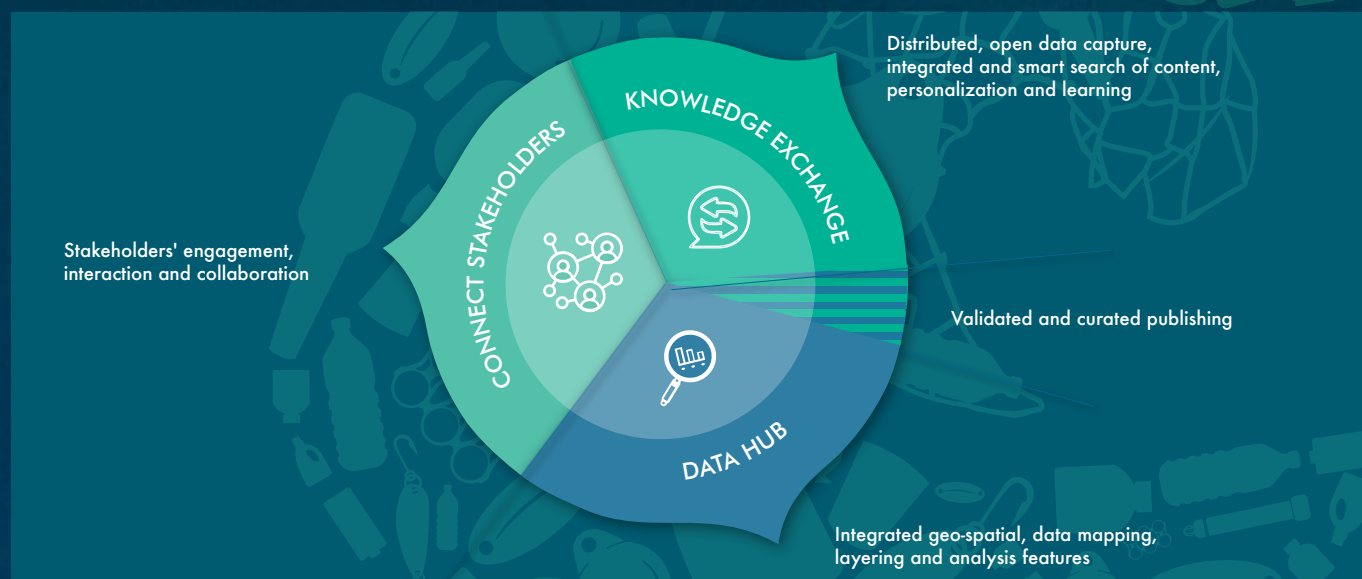 Distributed, open data capture,
integrated and smart search of content,
personalization and learning
KNOWLEDGE EXCHANGE
CONNECT STAKEHOLDERS
Stakeholders' engagement,
interaction and collaboration
Validated and curated publishing
DATA HUB
Integrated geo-spatial, data mapping,
layering and analysis features